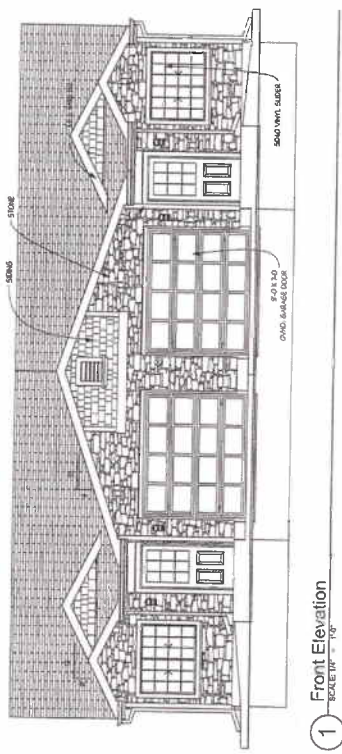 SIDING
STONE
5040 VINYL SLIDER
9'-0 X 7-0
OVHD. GARAGE DOOR
1
Front Elevation
SCALE: 1/4" = 1'-0"